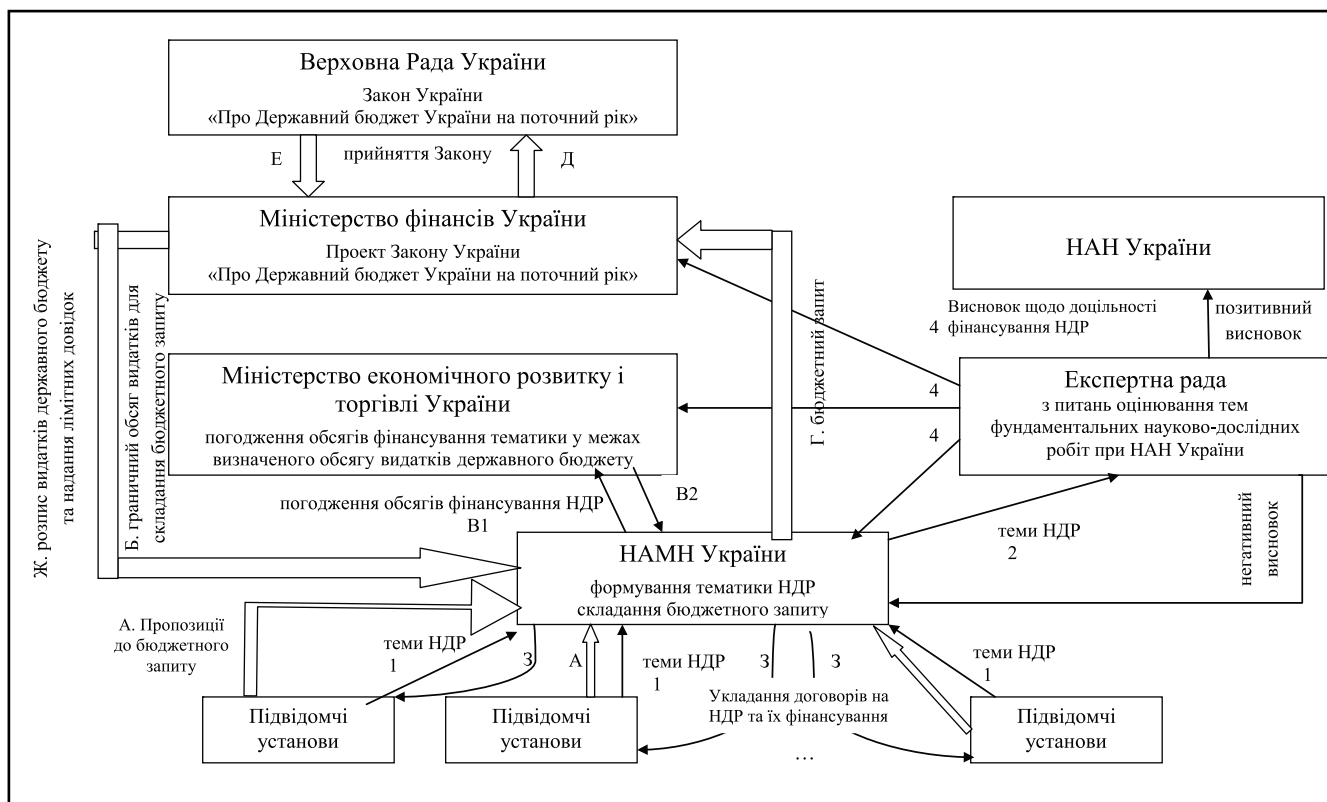 Верховна Рада України
Закон України
«Про Державний бюджет України на поточний рік»
Е
прийняття Закону
Д
Міністерство фінансів України
Проект Закону України
«Про Державний бюджет України на поточний рік»
НАН України
Ж. розпис видатків державного бюджету
та надання лімітних довідок
Б. граничний обсяг видатків для
складання бюджетного запиту
Г. бюджетний запит
Висновок щодо доцільності
4 фінансування НДР
позитивний
висновок
Міністерство економічного розвитку і
торгівлі України
погодження обсягів фінансування тематики у межах
визначеного обсягу видатків державного бюджету
4
4
Експертна рада
з питань оцінювання тем
фундаментальних науково-дослідних
робіт при НАН України
погодження обсягів фінансування НДР
В1
В2
теми НДР
2
негативний
висновок
НАМН України
формування тематики НДР
складання бюджетного запиту
А. Пропозиції
до бюджетного
запиту
теми НДР
1
З
А
теми НДР
1
З
З
теми НДР
1
Укладання договорів на
НДР та їх фінансування
…
Підвідомчі
установи
Підвідомчі
установи
Підвідомчі
установи